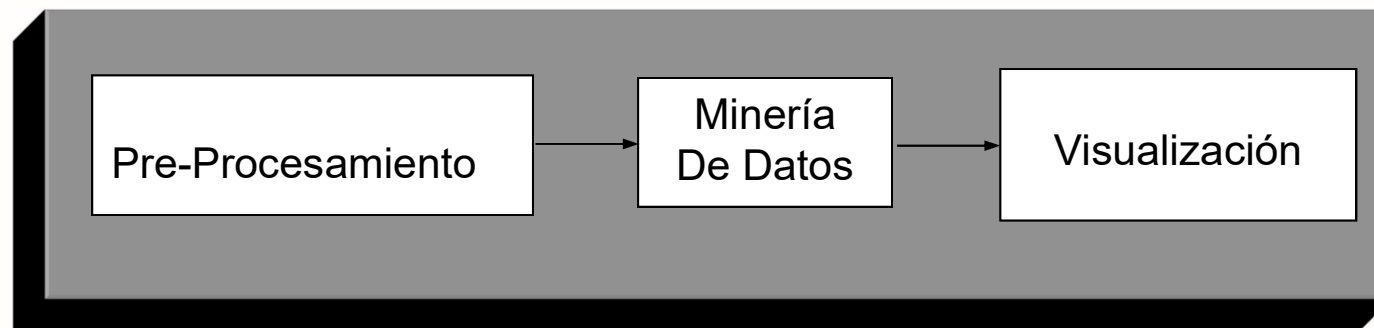 Pre-Procesamiento
Minería
De Datos
Visualización